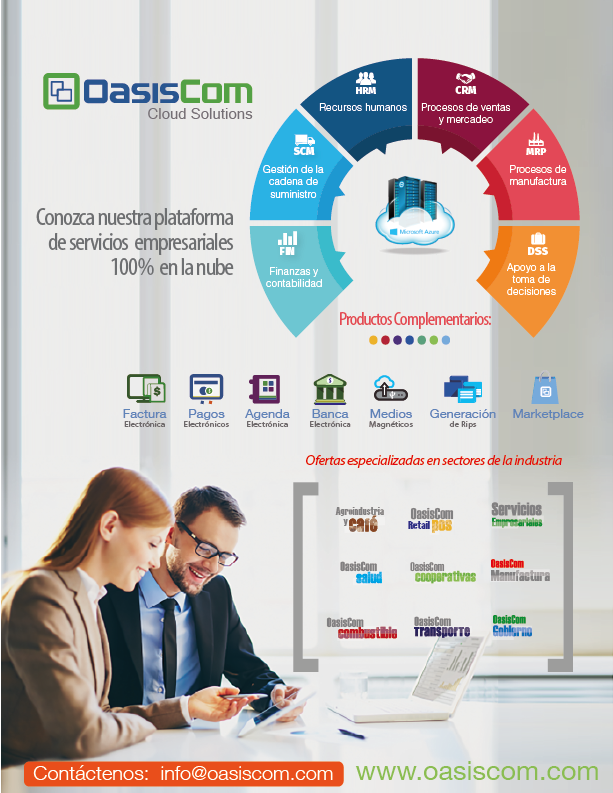 OasisCom
Cloud Solutions
Conozca nuestra plataforma
de servicios empresariales
100% en la nube
FIN
Finanzas y
contabilidad
SCM
Gestión de la
cadena de
suministro
HRM
Recursos humanos
CRM
Procesos de ventas
y mercadeo
MRP
Procesos de
manufactura
DSS
Apoyo a la
toma de
decisiones
Microsoft Azure
Productos Complementarios:
Factura
Electrónica
Pagos
Electrónicos
Agenda
Electrónica
Banca
Electrónica
Medios
Magnéticos
Generación
de Rips
Marketplace
Ofertas especializadas en sectores de la industria
Agroindustria
y café
OasisCom
Retail pos
Servicios
Empresariales
OasisCom
salud
OasisCom
cooperativas
OasisCom
Manufactura
OasisCom
combustible
OasisCom
Transporte
OasisCom
Gobierno
Contáctenos: info@oasiscom.com
www.oasiscom.com